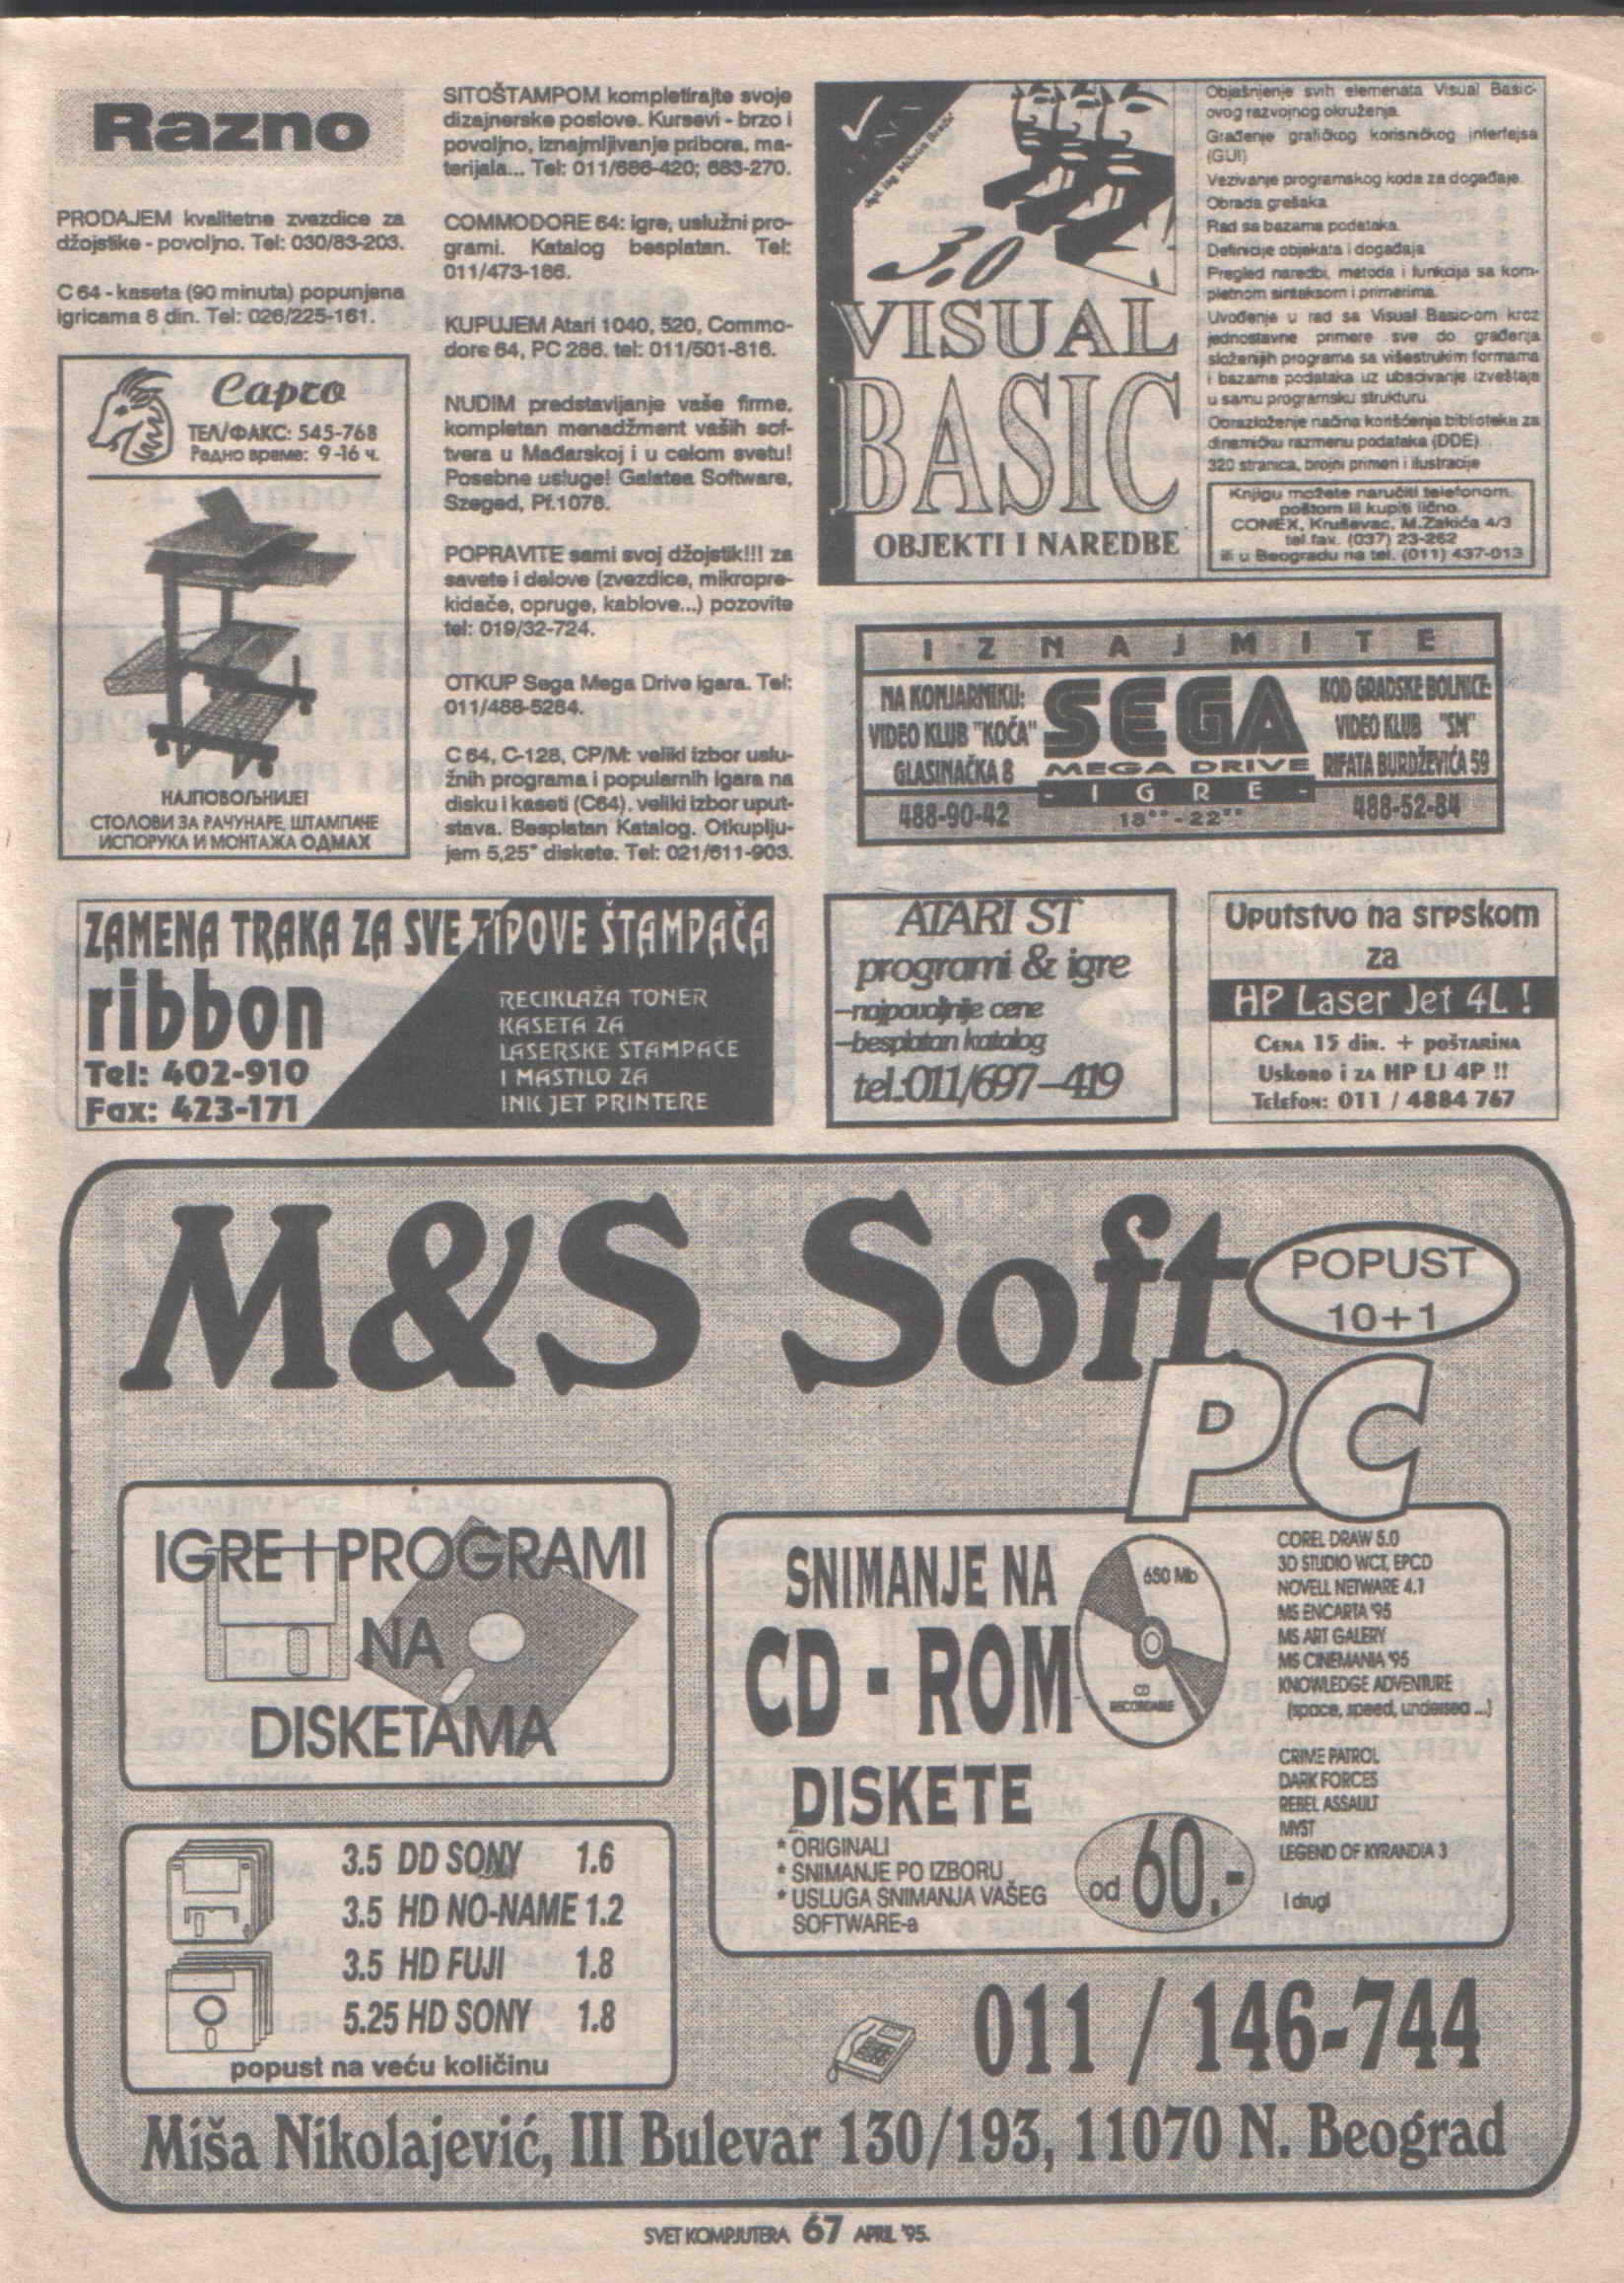 Razno
PRODAJEM kvalitetne zvezdice za
džojstike - povoljno. Tel: 030/83-203.
C 64 - kaseta (90 minuta) popunjena
igricama 8 din. Tel: 026/225-161.
Сарго
ТЕЛ/ФАКС: 545-768
Радно време: 9-16 ч.
НАЈПОВОЉНИЈЕ!
СТОЛОВИ ЗА РАЧУНАРЕ, ШТАМПАЧЕ
ИСПОРУКА И МОНТАЖА ОДМАХ
SITOŠTAMPOM kompletirajte svoje
dizajnerske poslove. Kursevi - brzo i
povoljno, iznajmljivanje pribora, ma-
terijala... Tel: 011/686-420; 683-270.
COMMODORE 64: igre, uslužni pro-
grami. Katalog besplatan. Tel:
011/473-186.
KUPUJEM Atari 1040, 520, Commo-
dore 64, PC 286. tel: 011/501-816.
NUDIM predstavljanje vaše firme,
kompletan menadžment vaših sof-
tvera u Mađarskoj i u celom svetu!
Posebne usluge! Galatea Software,
Szeged, Pf.1078.
POPRAVITE sami svoj džojstik!!! za
savete i delove (zvezdice, mikropre-
kidače, opruge, kablove...) pozovite
tel: 019/32-724.
OTKUP Sega Mega Drive igara. Tel:
011/488-5284.
C 64, C-128, CP/M: veliki izbor uslu-
žnih programa i popularnih igara na
disku i kaseti (C64), veliki izbor uput-
stava. Besplatan Katalog. Otkuplju-
jem 5,25" diskete. Tel: 021/611-903.
dipl. ing. Milutin
3.0
VISUAL
BASIC
OBJEKTI I NAREDBE
Objašnjenje svih elemenata Visual Basic-
ovog razvojnog okruženja.
Građenje grafičkog korisničkog interfejsa
(GUI)
Vezivanje programskog koda za događaje.
Obrada grešaka
Rad sa bazama podataka.
Definicije objekata i događaja
Pregled naredbi, metoda i funkcija sa kom-
pletnom sintaksom i primerima.
Uvođenje u rad sa Visual Basic-om kroz
jednostavne primere sve do građenja
složenijih programa sa višestrukim formama
i bazama podataka uz ubacivanje izveštaja
u samu programsku strukturu.
Obrazloženje načina korišćenja biblioteka za
dinamičku razmenu podataka (DDE).
320 stranica, brojni primeri i ilustracije
Knjigu možete naručiti telefonom,
poštom ili kupiti lično.
CONEX, Kruševac, M.Zakića 4/3
tel.fax. (037) 23-262
ili u Beogradu na tel. (011) 437-013
IZNAJMITE
NA KONJARNIKU:
VIDEO KLUB "KOČA"
GLASINAČKA 8
488-90-42
SEGA
MEGA DRIVE
- IGRE -
18°° - 22°°
KOD GRADSKE BOLNICE:
VIDEO KLUB "SM"
RIFATA BURDŽEVIĆA 59
488-52-84
ZAMENA TRAKA ZA SVE TIPOVE ŠTAMPAČA
ribbon
Tel: 402-910
Fax: 423-171
RECIKLAŽA TONER
KASETA ZA
LASERSKE ŠTAMPAČE
I MASTILO ZA
INK JET PRINTERE
ATARI ST
programi & igre
-najpovoljnije cene
-besplatan katalog
tel.:011/697-419
Uputstvo na srpskom
za
HP Laser Jet 4L !
Cena 15 din. + poštarina
Uskoro i za HP LJ 4P !!
Telefon: 011 / 4884 767
M&S Soft
POPUST
10+1
PC
IGRE I PROGRAMI
NA
DISKETAMA
3.5 DD SONY 1.6
3.5 HD NO-NAME 1.2
3.5 HD FUJI 1.8
5.25 HD SONY 1.8
popust na veću količinu
SNIMANJE NA
CD - ROM
DISKETE
* ORIGINALI
* SNIMANJE PO IZBORU
* USLUGA SNIMANJA VAŠEG
SOFTWARE-a
650 Mb
CD
RECORDABLE
od 60.-
COREL DRAW 5.0
3D STUDIO WCT, EPCD
NOVELL NETWARE 4.1
MS ENCARTA '95
MS ART GALERY
MS CINEMANIA '95
KNOWLEDGE ADVENTURE
(space, speed, undersea ...)
CRIME PATROL
DARK FORCES
REBEL ASSAULT
MYST
LEGEND OF KYRANDIA 3
I drugi
011 / 146-744
Miša Nikolajević, III Bulevar 130/193, 11070 N. Beograd
SVET KOMPJUTERA 67 APRIL '95.